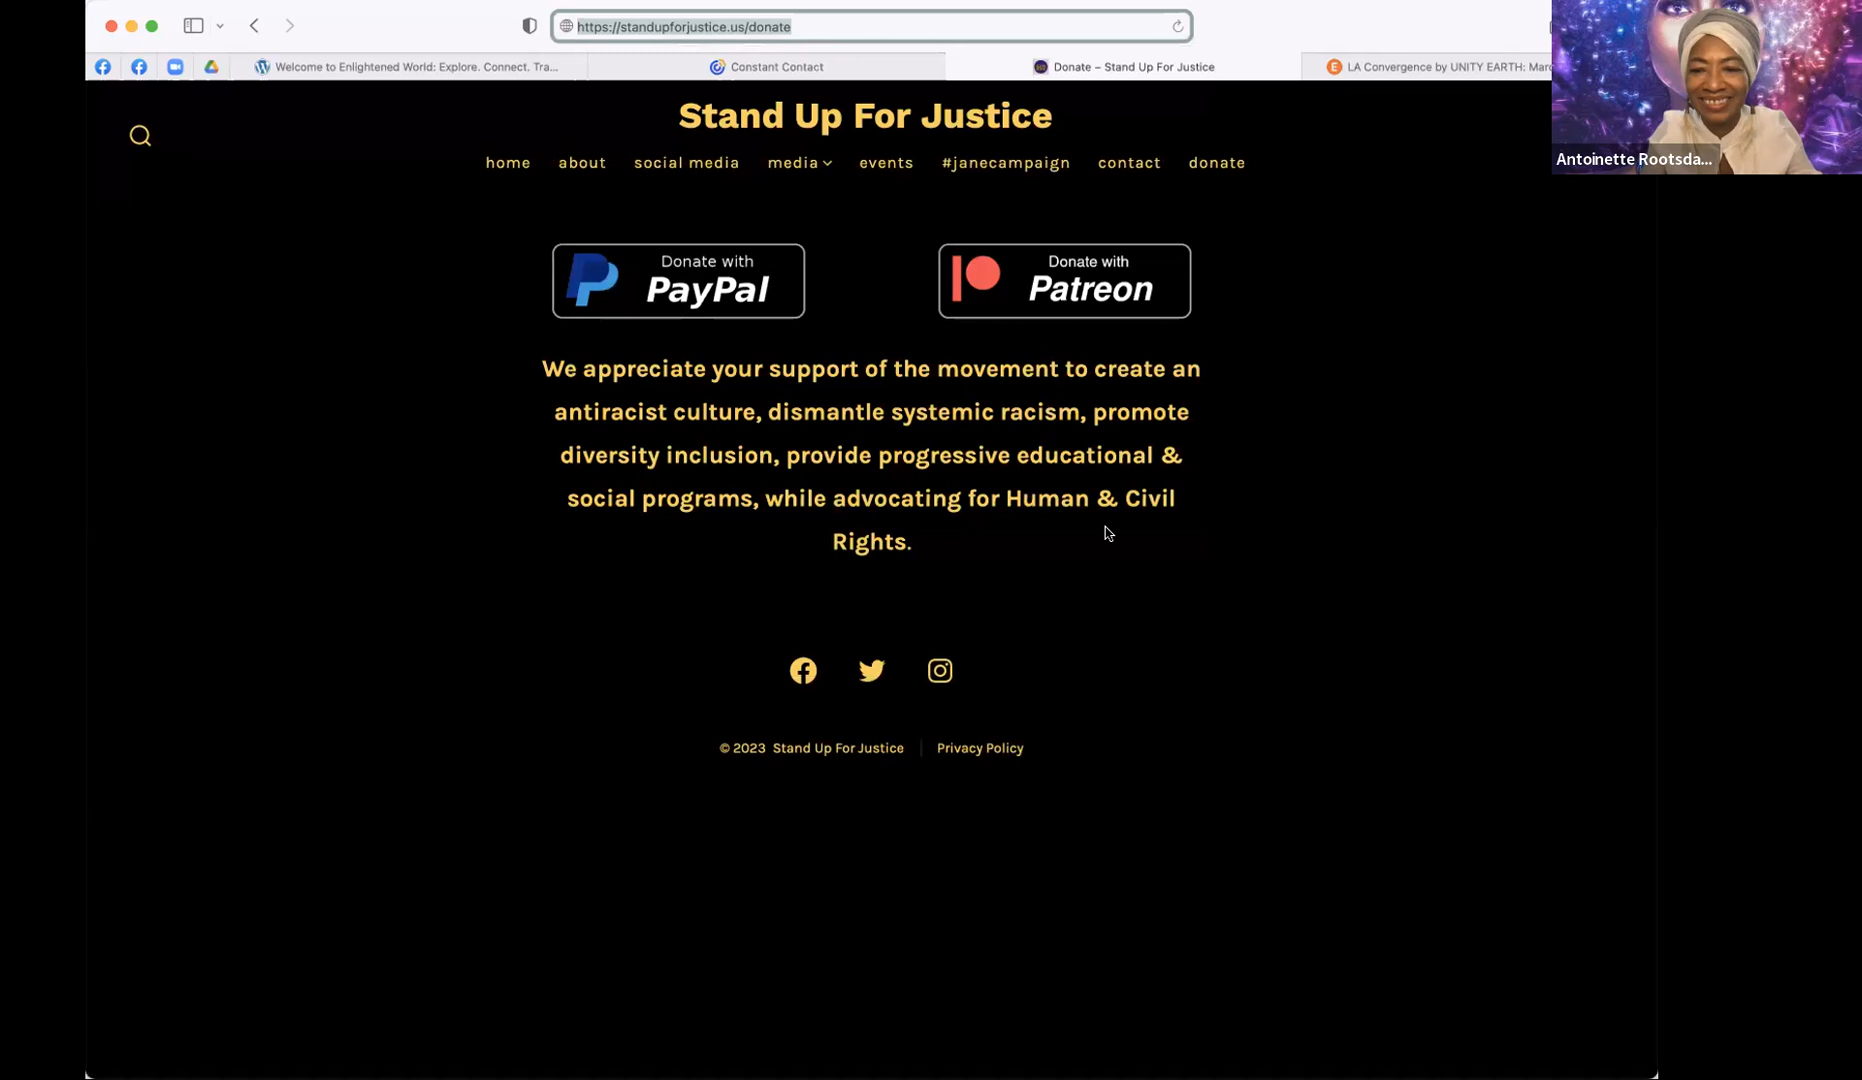 https://standupforjustice.us/donate
Welcome to Enlightened World: Explore. Connect. Tra...
Constant Contact
Donate – Stand Up For Justice
LA Convergence by UNITY EARTH: Marc
Antoinette Rootsda...
Stand Up For Justice
home about social media media events #janecampaign contact donate
Donate with
PayPal
Donate with
Patreon
We appreciate your support of the movement to create an
antiracist culture, dismantle systemic racism, promote
diversity inclusion, provide progressive educational &
social programs, while advocating for Human & Civil
Rights.
© 2023 Stand Up For Justice
Privacy Policy